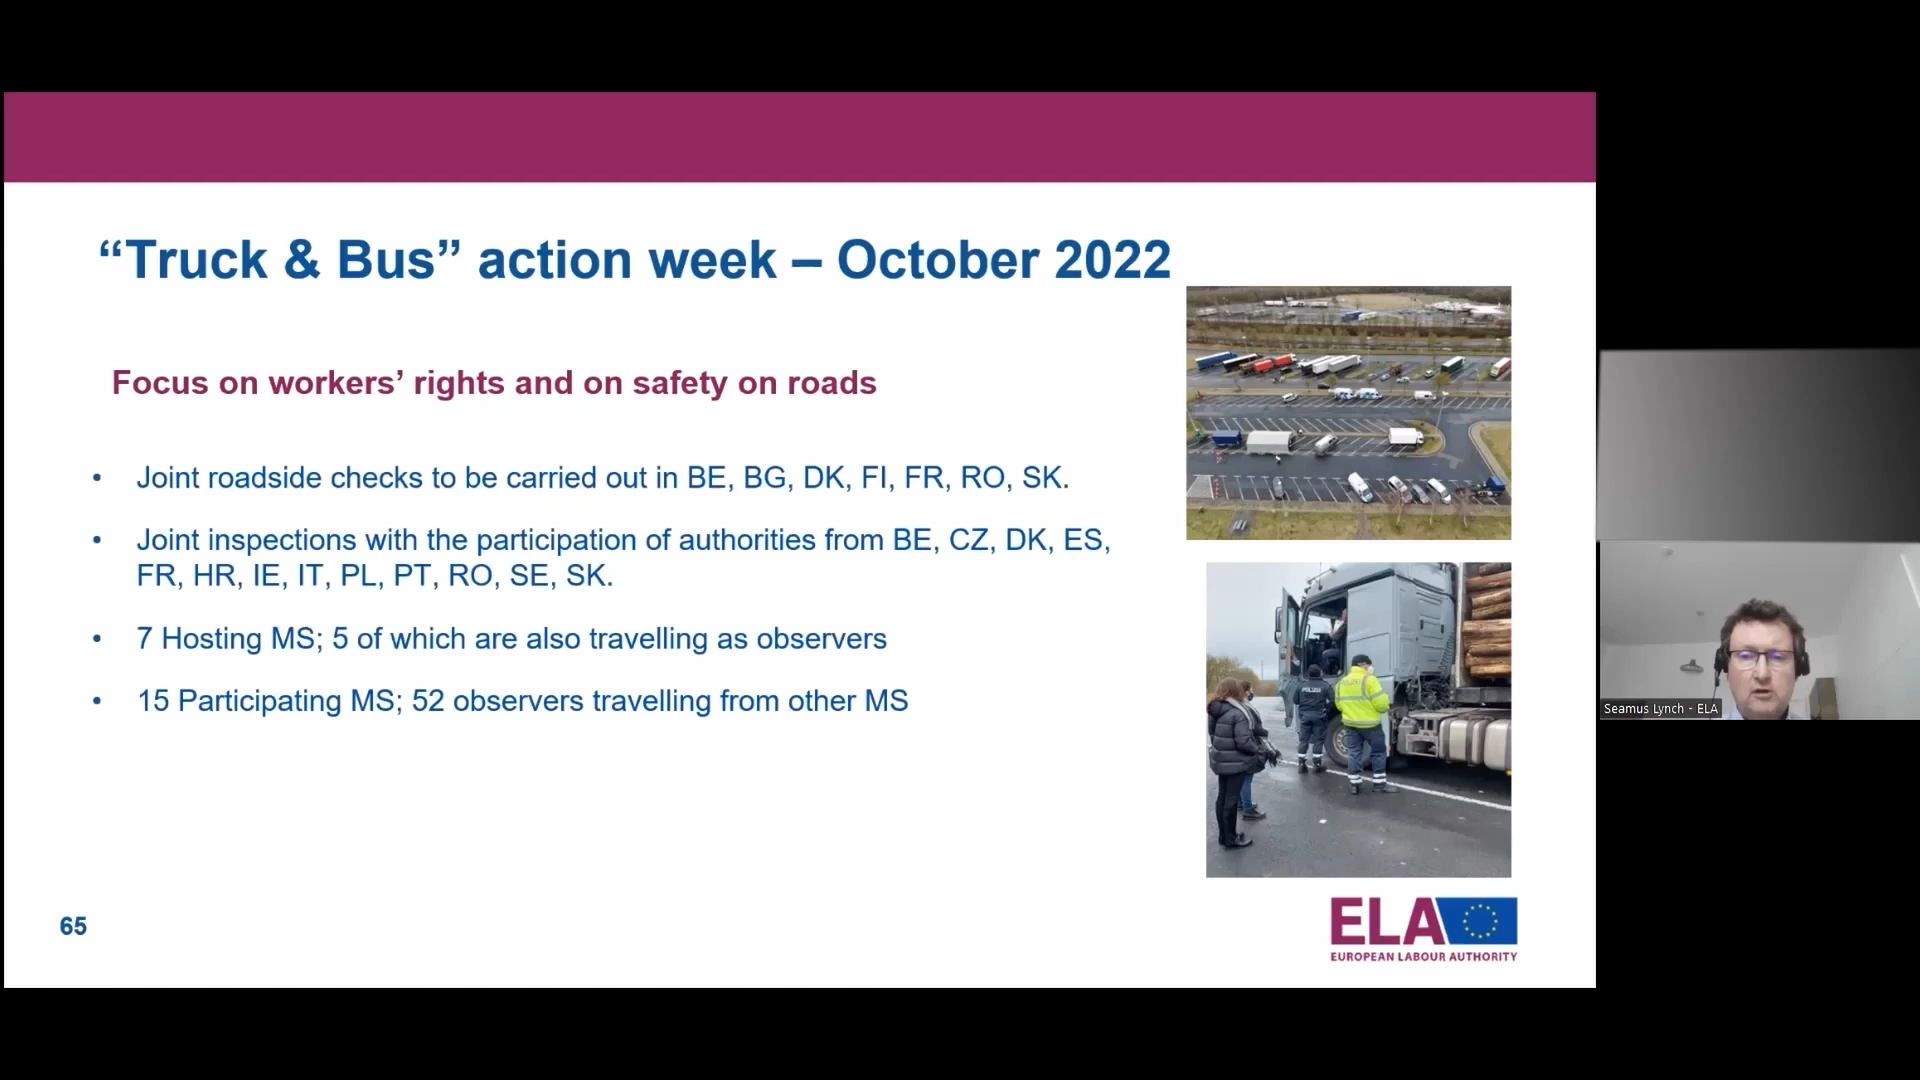 “Truck & Bus” action week – October 2022
Focus on workers’ rights and on safety on roads
• Joint roadside checks to be carried out in BE, BG, DK, FI, FR, RO, SK.
• Joint inspections with the participation of authorities from BE, CZ, DK, ES,
FR, HR, IE, IT, PL, PT, RO, SE, SK.
• 7 Hosting MS; 5 of which are also travelling as observers
• 15 Participating MS; 52 observers travelling from other MS
65
ELA
EUROPEAN LABOUR AUTHORITY
Seamus Lynch - ELA